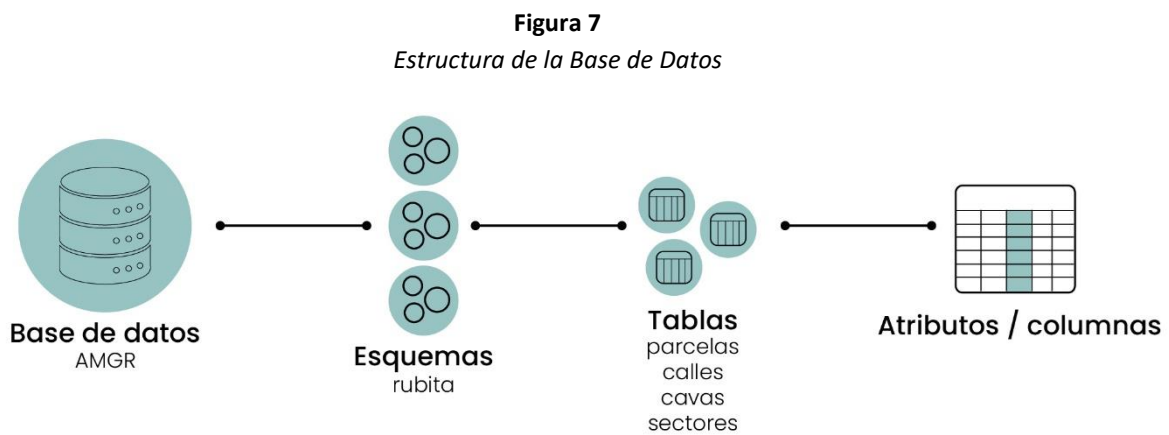 Figura 7
Estructura de la Base de Datos
Base de datos
AMGR
Esquemas
rubita
Tablas
parcelas
calles
cavas
sectores
Atributos / columnas